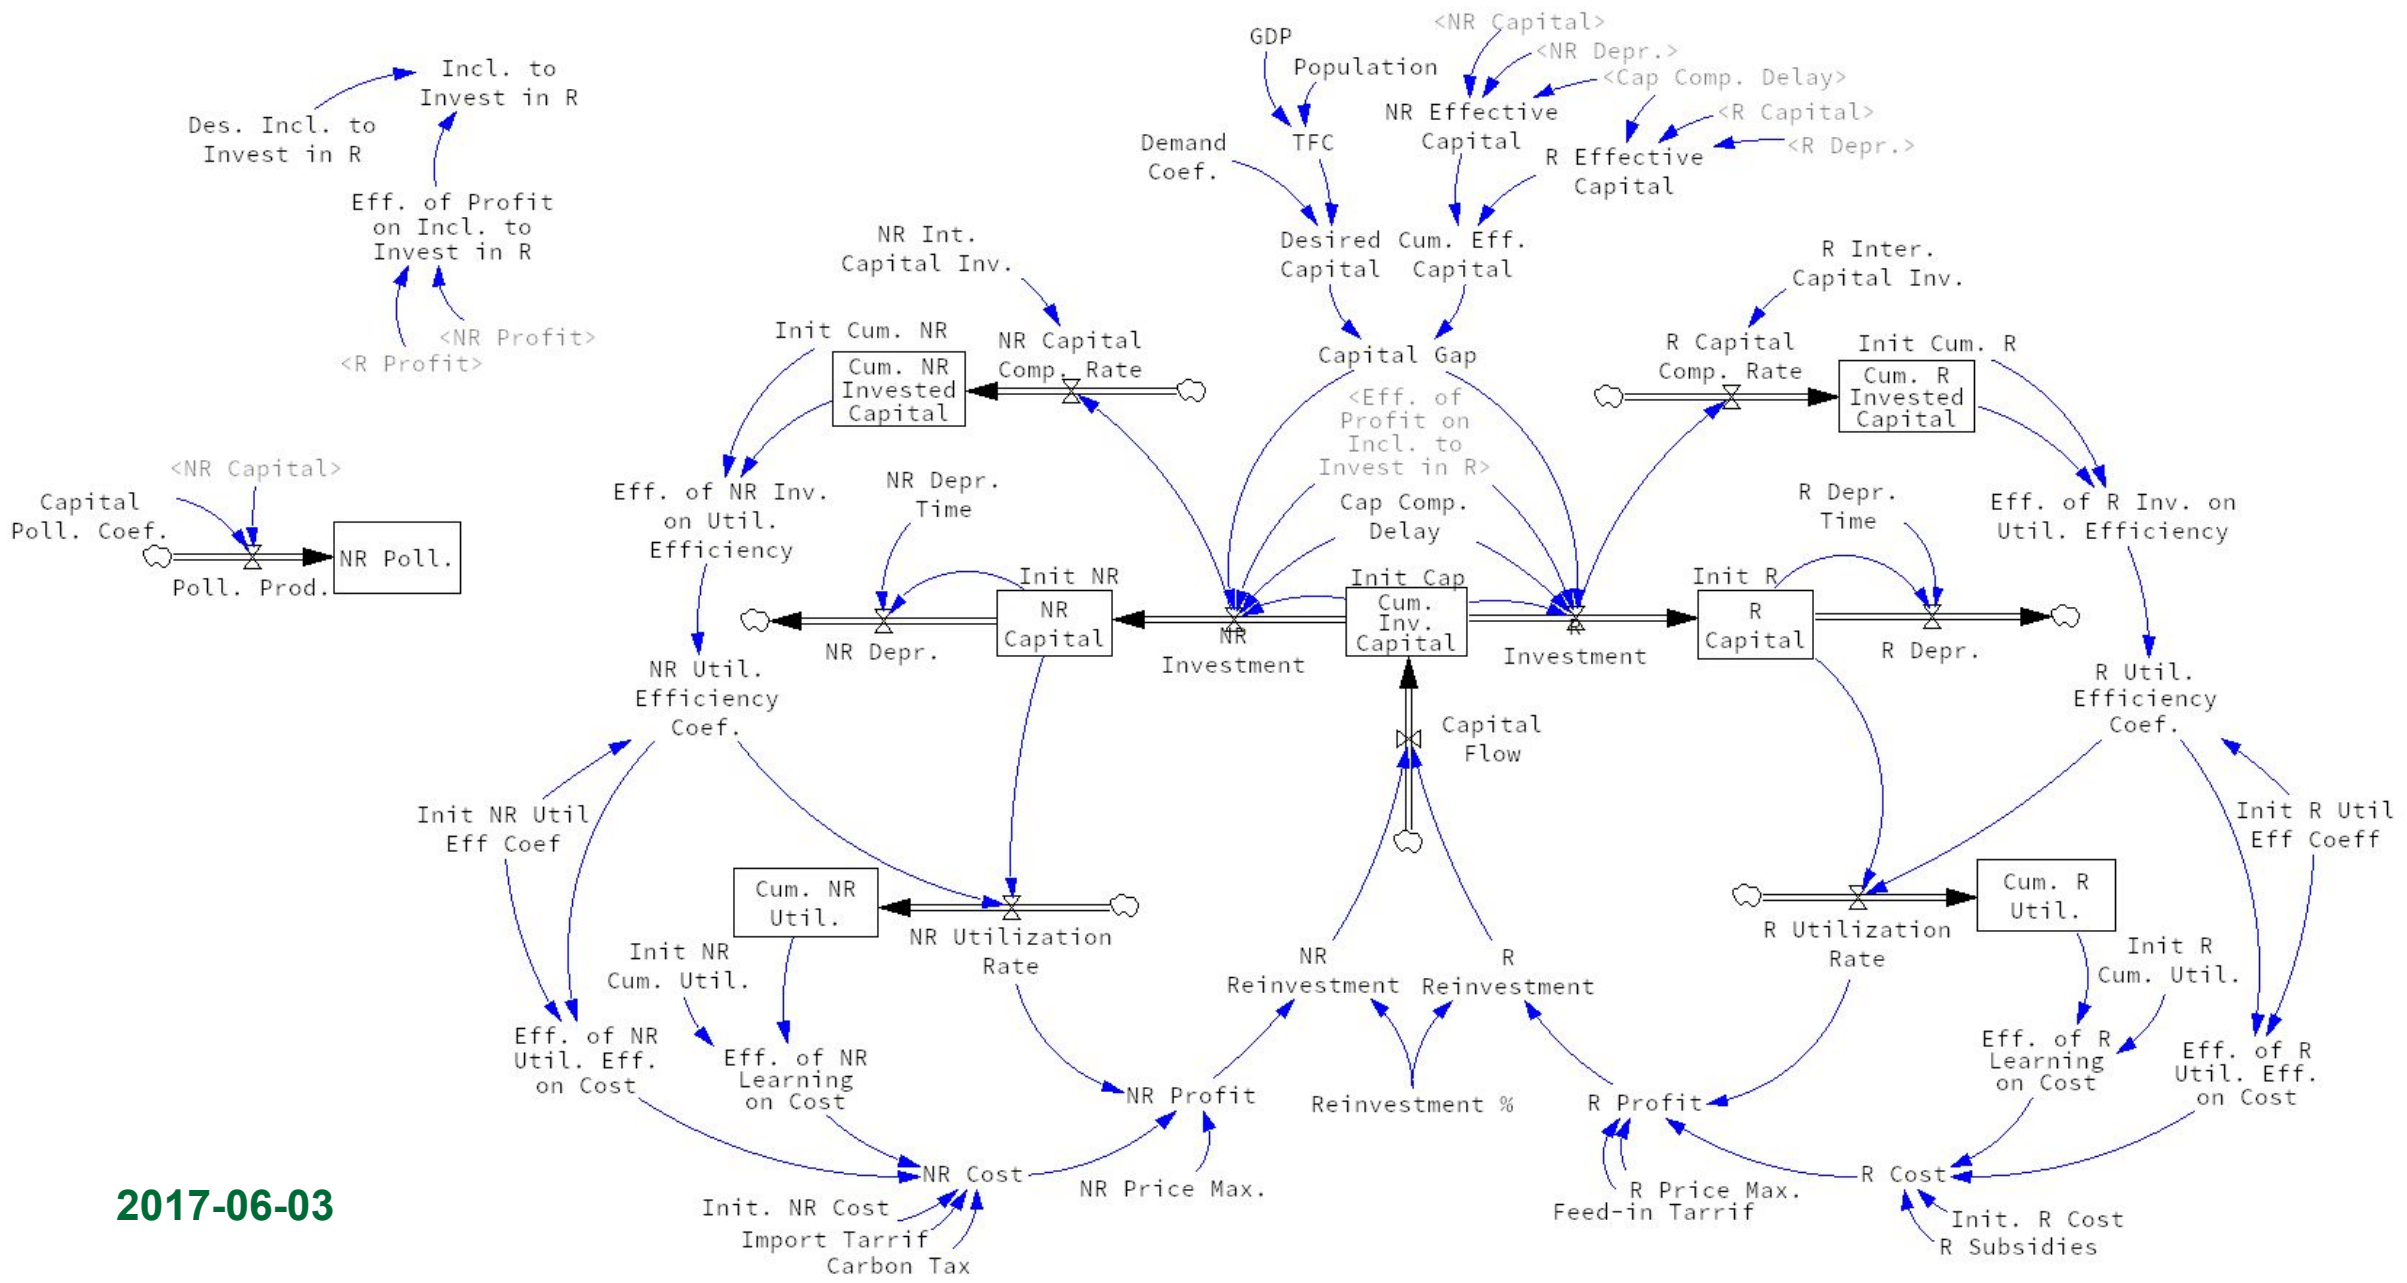 <NR Capital>
GDP
<NR Depr.>
Population
<Cap Comp. Delay>
Incl. to
Invest in R
Des. Incl. to
Invest in R
NR Effective
Capital
<R Capital>
<R Depr.>
Demand
Coef.
TFC
R Effective
Capital
Eff. of Profit
on Incl. to
Invest in R
<NR Profit>
<R Profit>
NR Int.
Capital Inv.
Desired
Capital
Cum. Eff.
Capital
R Inter.
Capital Inv.
Init Cum. NR
Cum. NR
Invested
Capital
NR Capital
Comp. Rate
Capital Gap
R Capital
Comp. Rate
Init Cum. R
Cum. R
Invested
Capital
<Eff. of
Profit on
Incl. to
Invest in R>
<NR Capital>
Capital
Poll. Coef.
NR Poll.
Poll. Prod.
Eff. of NR Inv.
on Util.
Efficiency
NR Depr.
Time
Cap Comp.
Delay
R Depr.
Time
Eff. of R Inv. on
Util. Efficiency
Init NR
NR
Capital
NR Depr.
NR
Investment
Init Cap
Cum.
Inv.
Capital
R
Investment
Init R
R
Capital
R Depr.
NR Util.
Efficiency
Coef.
Capital
Flow
R Util.
Efficiency
Coef.
Init NR Util
Eff Coef
Init R Util
Eff Coeff
Cum. NR
Util.
NR Utilization
Rate
Cum. R
Util.
R Utilization
Rate
Init NR
Cum. Util.
NR
Reinvestment
R
Reinvestment
Init R
Cum. Util.
Eff. of NR
Util. Eff.
on Cost
Eff. of NR
Learning
on Cost
NR Profit
Reinvestment %
R Profit
Eff. of R
Learning
on Cost
Eff. of R
Util. Eff.
on Cost
NR Cost
NR Price Max.
R Cost
Init. NR Cost
Import Tarrif
Carbon Tax
R Price Max.
Feed-in Tarrif
Init. R Cost
R Subsidies
2017-06-03